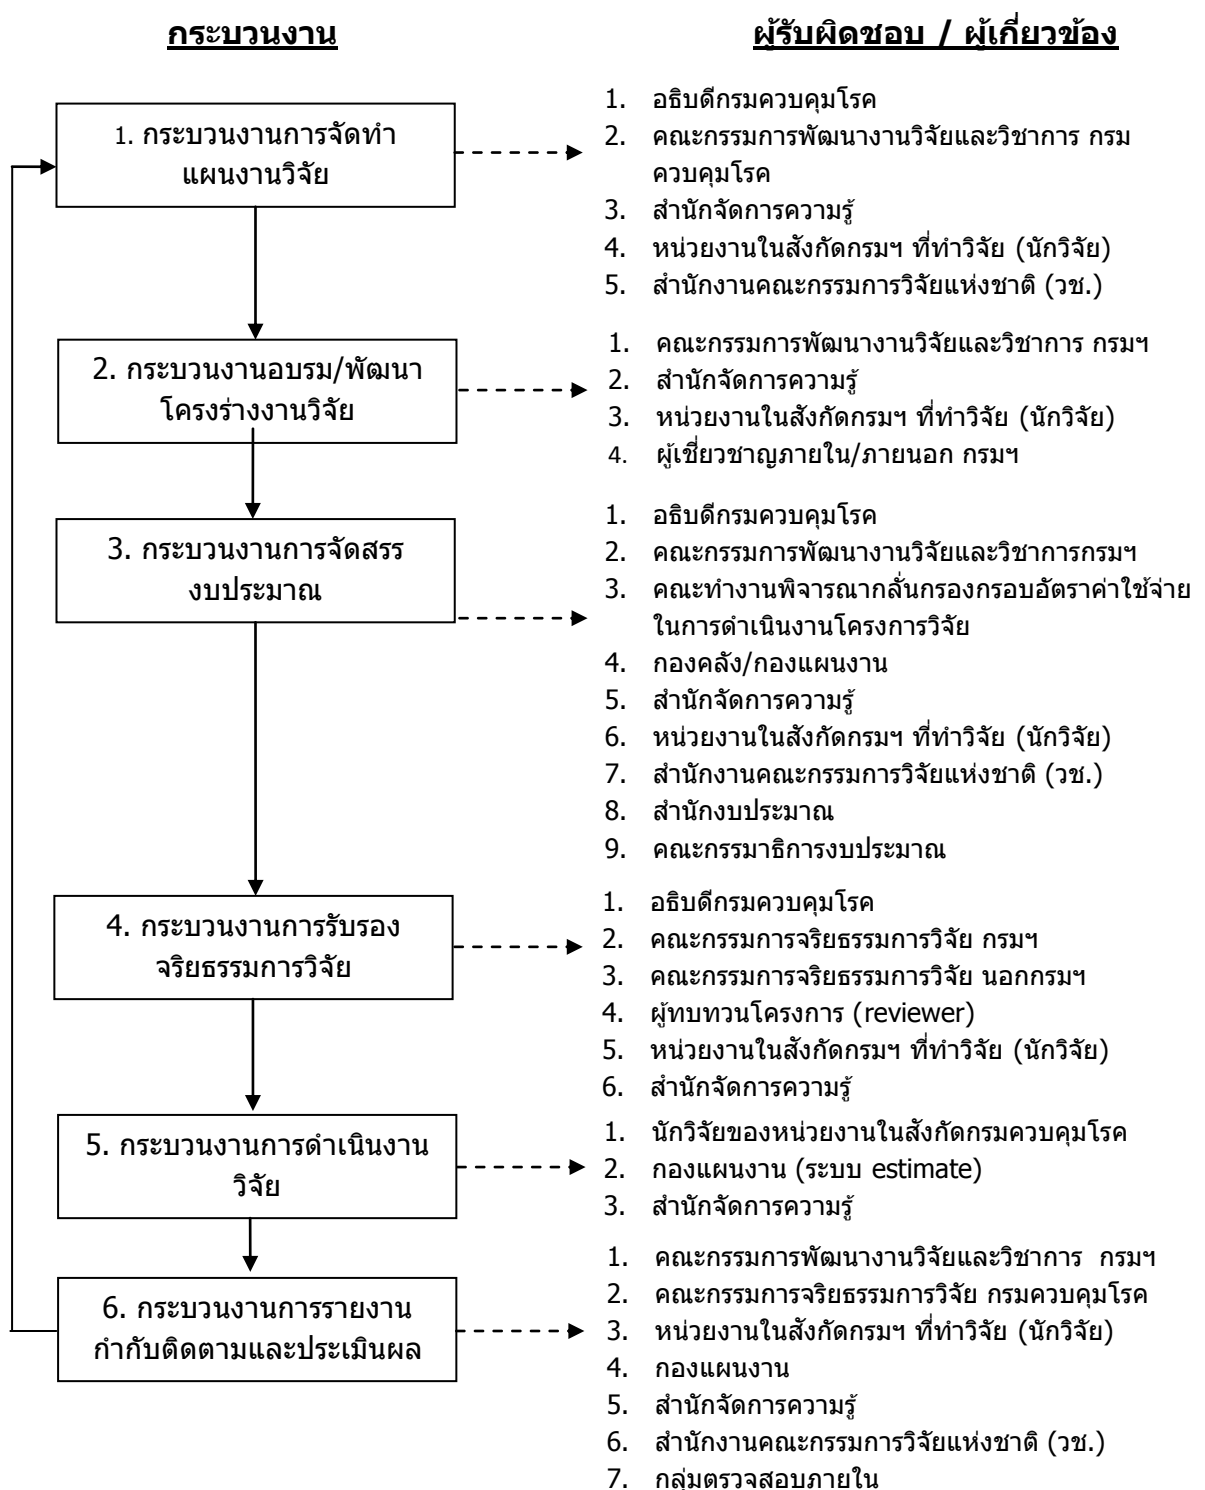 กระบวนงาน
ผู้รับผิดชอบ / ผู้เกี่ยวข้อง
1. กระบวนงานการจัดทำ
แผนงานวิจัย
1. อธิบดีกรมควบคุมโรค
2. คณะกรรมการพัฒนางานวิจัยและวิชาการ กรม
ควบคุมโรค
3. สำนักจัดการความรู้
4. หน่วยงานในสังกัดกรมฯ ที่ทำวิจัย (นักวิจัย)
5. สำนักงานคณะกรรมการวิจัยแห่งชาติ (วช.)
2. กระบวนงานอบรม/พัฒนา
โครงร่างงานวิจัย
1. คณะกรรมการพัฒนางานวิจัยและวิชาการ กรมฯ
2. สำนักจัดการความรู้
3. หน่วยงานในสังกัดกรมฯ ที่ทำวิจัย (นักวิจัย)
4. ผู้เชี่ยวชาญภายใน/ภายนอก กรมฯ
3. กระบวนงานการจัดสรร
งบประมาณ
1. อธิบดีกรมควบคุมโรค
2. คณะกรรมการพัฒนางานวิจัยและวิชาการกรมฯ
3. คณะทำงานพิจารณากลั่นกรองกรอบอัตราค่าใช้จ่าย
ในการดำเนินงานโครงการวิจัย
4. กองคลัง/กองแผนงาน
5. สำนักจัดการความรู้
6. หน่วยงานในสังกัดกรมฯ ที่ทำวิจัย (นักวิจัย)
7. สำนักงานคณะกรรมการวิจัยแห่งชาติ (วช.)
8. สำนักงบประมาณ
9. คณะกรรมาธิการงบประมาณ
4. กระบวนงานการรับรอง
จริยธรรมการวิจัย
1. อธิบดีกรมควบคุมโรค
2. คณะกรรมการจริยธรรมการวิจัย กรมฯ
3. คณะกรรมการจริยธรรมการวิจัย นอกกรมฯ
4. ผู้ทบทวนโครงการ (reviewer)
5. หน่วยงานในสังกัดกรมฯ ที่ทำวิจัย (นักวิจัย)
6. สำนักจัดการความรู้
5. กระบวนงานการดำเนินงาน
วิจัย
1. นักวิจัยของหน่วยงานในสังกัดกรมควบคุมโรค
2. กองแผนงาน (ระบบ estimate)
3. สำนักจัดการความรู้
6. กระบวนงานการรายงาน
กำกับติดตามและประเมินผล
1. คณะกรรมการพัฒนางานวิจัยและวิชาการ กรมฯ
2. คณะกรรมการจริยธรรมการวิจัย กรมควบคุมโรค
3. หน่วยงานในสังกัดกรมฯ ที่ทำวิจัย (นักวิจัย)
4. กองแผนงาน
5. สำนักจัดการความรู้
6. สำนักงานคณะกรรมการวิจัยแห่งชาติ (วช.)
7. กลุ่มตรวจสอบภายใน